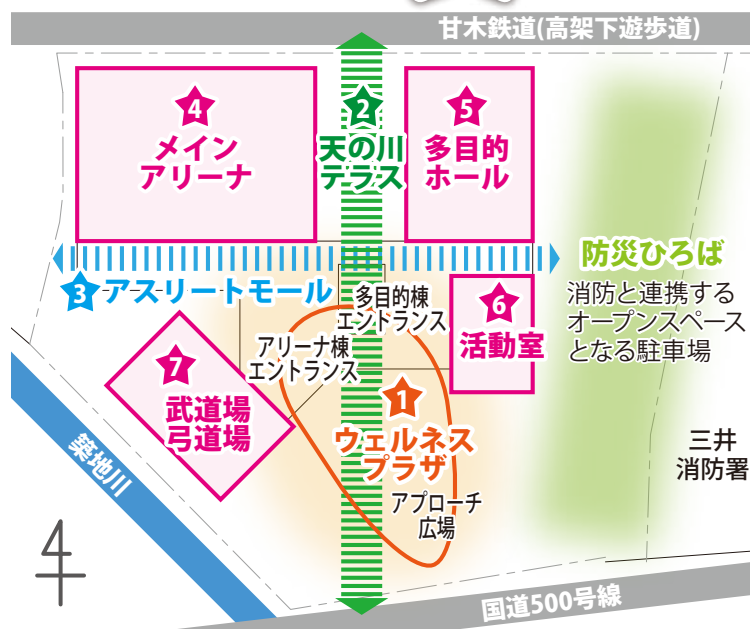 甘木鉄道(高架下遊歩道)
4
メイン
アリーナ
2
天の川
テラス
5
多目的
ホール
防災ひろば
消防と連携する
オープンスペース
となる駐車場
3
アスリートモール
多目的棟
エントランス
6
活動室
アリーナ棟
エントランス
7
武道場
弓道場
1
ウェルネス
プラザ
アプローチ
広場
三井
消防署
築地川
国道500号線